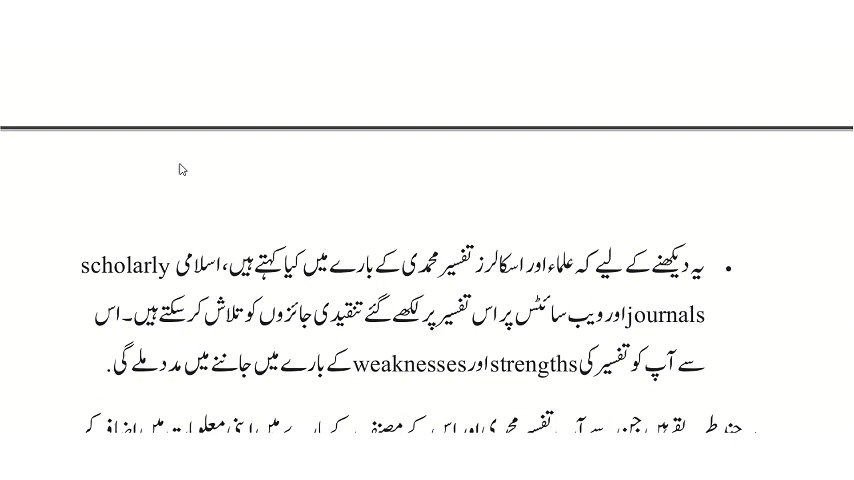 • یہ دیکھنے کے لیے کہ علماء اور اسکالرز تفسیر محمدی کے بارے میں کیا کہتے ہیں، اسلامی scholarly
journals اور ویب سائٹس پر اس تفسیر پر لکھے گئے تنقیدی جائزوں کو تلاش کر سکتے ہیں۔ اس
سے آپ کو تفسیر کی strengths اور weaknesses کے بارے میں جاننے میں مدد ملے گی.